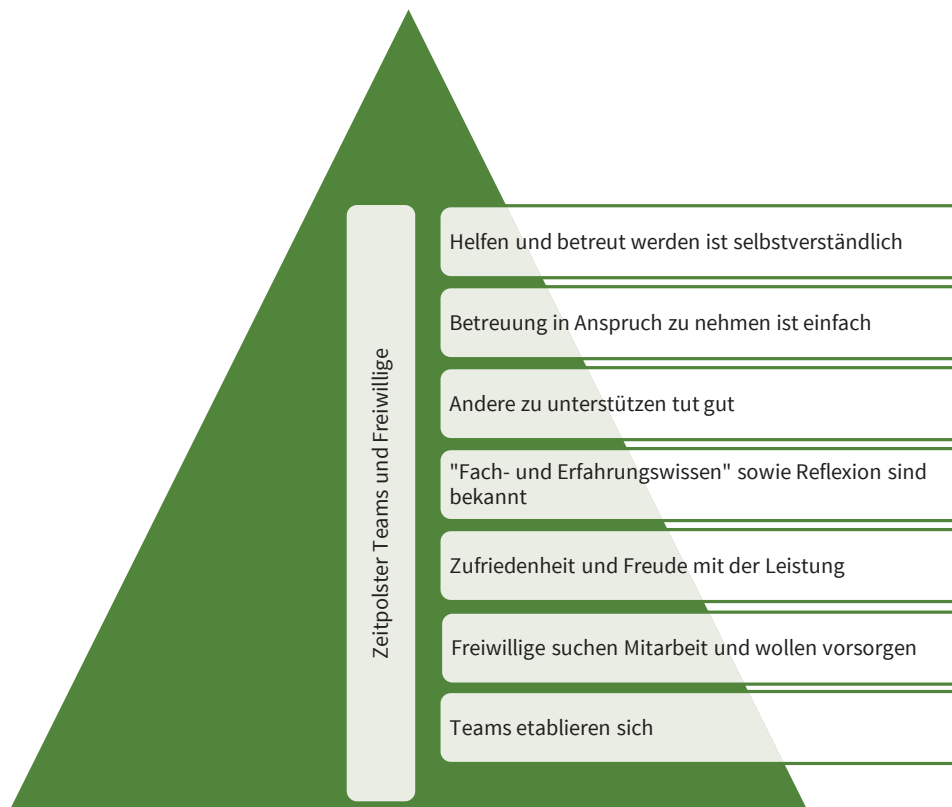 Zeitpolster Teams und Freiwillige
Helfen und betreut werden ist selbstverständlich
Betreuung in Anspruch zu nehmen ist einfach
Andere zu unterstützen tut gut
"Fach- und Erfahrungswissen" sowie Reflexion sind
bekannt
Zufriedenheit und Freude mit der Leistung
Freiwillige suchen Mitarbeit und wollen vorsorgen
Teams etablieren sich